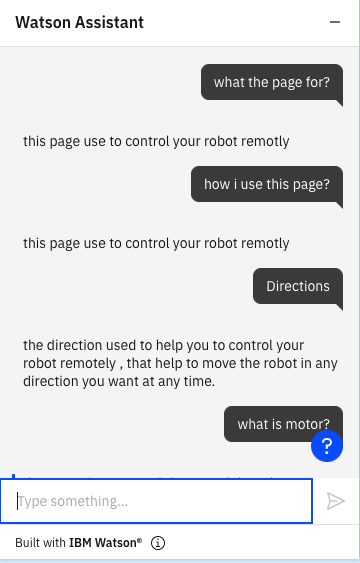 Watson Assistant
what the page for?
this page use to control your robot remotly
how i use this page?
this page use to control your robot remotly
Directions
the direction used to help you to control your
robot remotely , that help to move the robot in any
direction you want at any time.
what is motor?
?
Type something...
Built with IBM Watson®